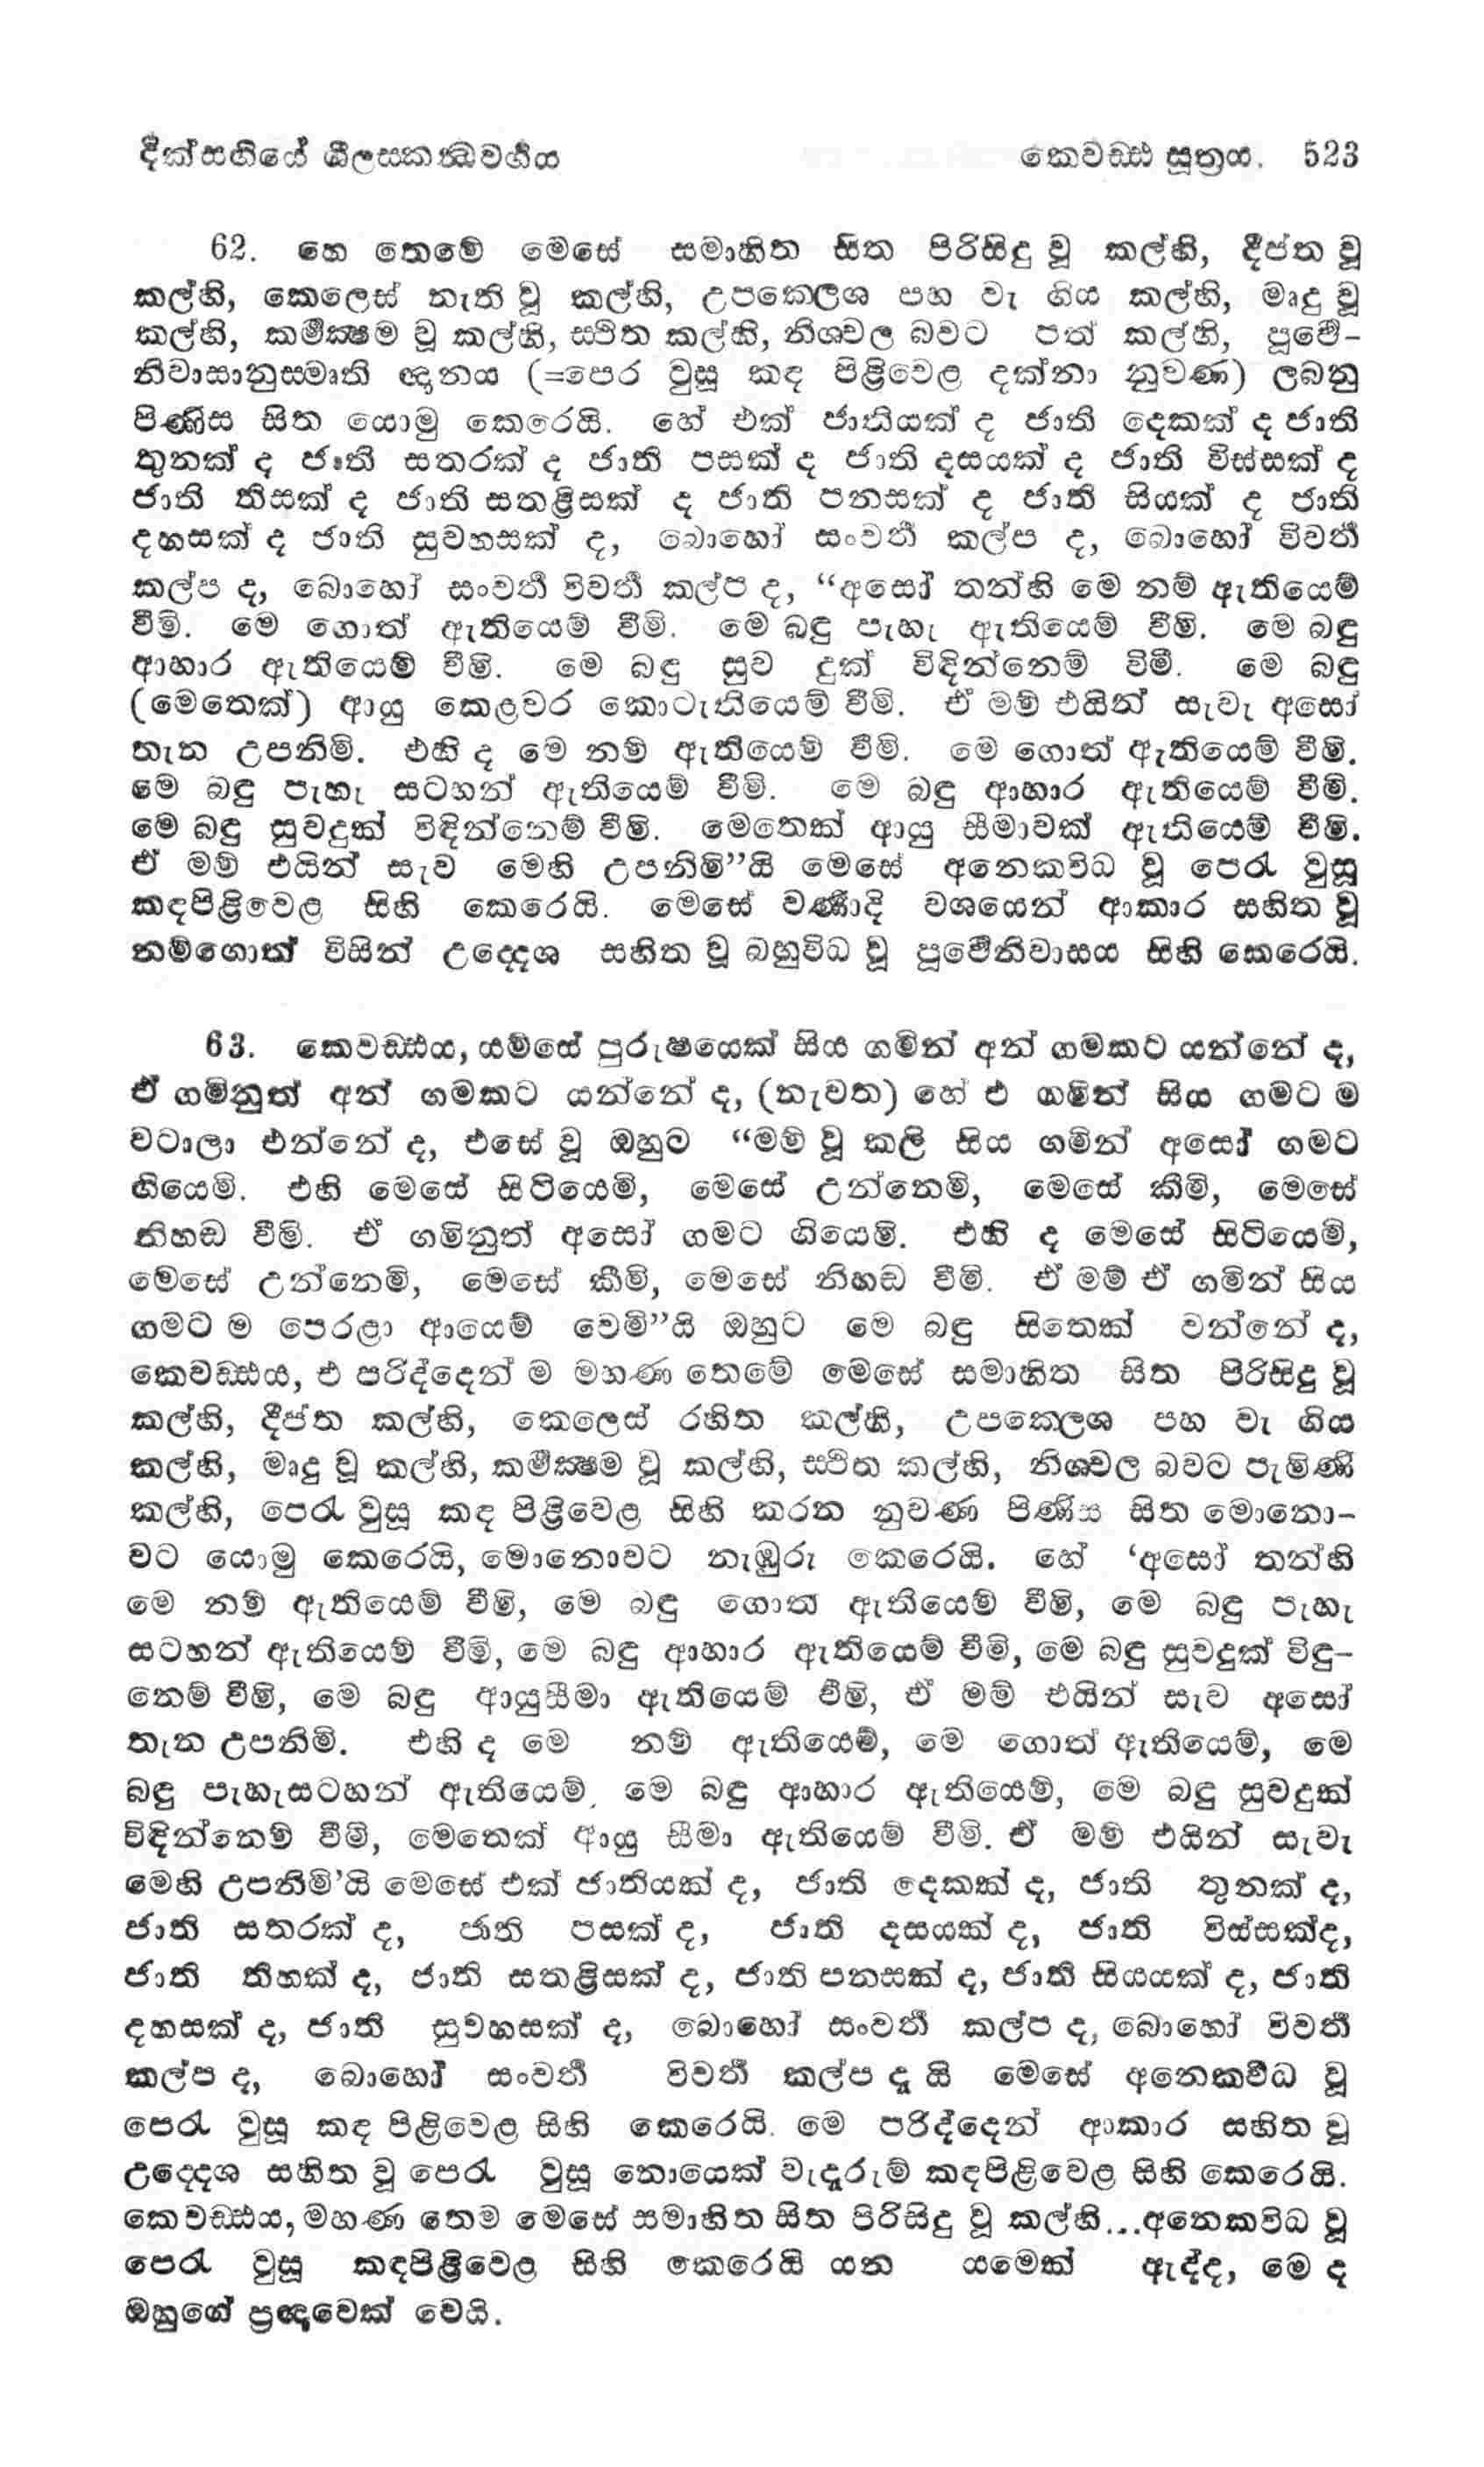 දික්සඟියේ ශීලස්කන්‍ධවර්‍ගය කෙවඩ්ඪ සූත්‍රය. 523
62. හෙ තෙමේ මෙසේ සමාහිත සිත පිරිසිදු වූ කල්හි, දීප්ත වූ
කල්හි, කෙලෙස් නැති වූ කල්හි, උපක්ලෙශ පහ වැ ගිය කල්හි, මෘදු වූ
කල්හි, කර්‍මක්‍ෂම වූ කල්හි, ස්ථිත කල්හි, නිශ්චල බවට පත් කල්හි, පූර්‍වේ-
නිවාසානුස්මෘති ඥානය (=පෙර වුසූ කඳ පිළිවෙළ දක්නා නුවණ) ලබනු
පිණිස සිත යොමු කෙරෙයි. හේ එක් ජාතියක් ද ජාති දෙකක් ද ජාති
තුනක් ද ජාති සතරක් ද ජාති පසක් ද ජාති දසයක් ද ජාති විස්සක් ද
ජාති තිසක් ද ජාති සතළිසක් ද ජාති පනසක් ද ජාති සියක් ද ජාති
දහසක් ද ජාති සුවහසක් ද, බොහෝ සංවර්‍ත කල්ප ද, බොහෝ විවර්‍ත
කල්ප ද, බොහෝ සංවර්‍ත විවර්‍ත කල්ප ද, “අසෝ තන්හි මෙ නම් ඇතියෙම්
වීමි. මෙ ගොත් ඇතියෙම් වීමි. මෙ බඳු පැහැ ඇතියෙම් වීමි. මෙ බඳු
ආහාර ඇතියෙම් වීමි. මෙ බඳු සුව දුක් විඳින්නෙම් විමී. මෙ බඳු
(මෙතෙක්) ආයු කෙළවර කොටැතියෙම් වීමි. ඒ මම් එයින් සැවැ අසෝ
තැන උපනිමි. එහි ද මෙ නම් ඇතියෙම් වීමි. මෙ ගොත් ඇතියෙම් වීමි.
මෙ බඳු පැහැ සටහන් ඇතියෙම් වීමි. මෙ බඳු ආහාර ඇතියෙම් වීමි.
මෙ බඳු සුවදුක් විඳින්නෙම් වීමි. මෙතෙක් ආයු සීමාවක් ඇතියෙම් වීමි.
ඒ මම් එයින් සැව මෙහි උපනිමි”යි මෙසේ අනෙකවිධ වූ පෙරැ වුසූ
කඳපිළිවෙළ සිහි කෙරෙයි. මෙසේ වර්‍ණාදි වශයෙන් ආකාර සහිත වූ
නම්ගොත් විසින් උද්දෙශ සහිත වූ බහුවිධ වූ පූර්‍වේනිවාසය සිහි කෙරෙයි.
63. කෙවඩ්ඪය, යම්සේ පුරුෂයෙක් සිය ගමින් අන් ගමකට යන්නේ ද,
ඒ ගමිනුත් අන් ගමකට යන්නේ ද, (නැවත) හේ එ ගමින් සිය ගමට ම
වටාලා එන්නේ ද, එසේ වූ ඔහුට “මම් වූ කලි සිය ගමින් අසෝ ගමට
ගියෙමි. එහි මෙසේ සිටියෙමි, මෙසේ උන්නෙමි, මෙසේ කීමි, මෙසේ
නිහඬ වීමි. ඒ ගමිනුත් අසෝ ගමට ගියෙමි. එහි ද මෙසේ සිටියෙමි,
මෙසේ උන්නෙමි, මෙසේ කීමි, මෙසේ නිහඬ වීමි. ඒ මම් ඒ ගමින් සිය
ගමට ම පෙරළා ආයෙම් වෙමි”යි ඔහුට මෙ බඳු සිතෙක් වන්නේ ද,
කෙවඩ්ඪය, එ පරිද්දෙන් ම මහණ තෙමේ මෙසේ සමාහිත සිත පිරිසිදු වූ
කල්හි, දීප්ත කල්හි, කෙලෙස් රහිත කල්හි, උපක්ලෙශ පහ වැ ගිය
කල්හි, මෘදු වූ කල්හි, කර්‍මක්‍ෂම වූ කල්හි, ස්ථිත කල්හි, නිශ්චල බවට පැමිණි
කල්හි, පෙරැ වුසූ කඳ පිළිවෙළ සිහි කරන නුවණ පිණිස සිත මොනො-
වට යොමු කෙරෙයි, මොනොවට නැඹුරු කෙරෙයි. හේ ‘අසෝ තන්හි
මෙ නම් ඇතියෙම් වීමි, මෙ බඳු ගොත ඇතියෙම් වීමි, මෙ බඳු පැහැ
සටහන් ඇතියෙම් වීමි, මෙ බඳු ආහාර ඇතියෙම් වීමි, මෙ බඳු සුවදුක් විඳු-
නෙම් වීමි, මෙ බඳු ආයුසීමා ඇතියෙම් වීමි, ඒ මම් එයින් සැව අසෝ
තැන උපනිමි. එහි ද මෙ නම් ඇතියෙම්, මෙ ගොත් ඇතියෙම්, මෙ
බඳු පැහැසටහන් ඇතියෙම්, මෙ බඳු ආහාර ඇතියෙම්, මෙ බඳු සුවදුක්
විඳින්නෙම් වීමි, මෙතෙක් ආයු සීමා ඇතියෙම් වීමි. ඒ මම් එයින් සැවැ
මෙහි උපනිමි’යි මෙසේ එක් ජාතියක් ද, ජාති දෙකක් ද, ජාති තුනක් ද,
ජාති සතරක් ද, ජාති පසක් ද, ජාති දසයක් ද, ජාති විස්සක්ද,
ජාති තිහක් ද, ජාති සතළිසක් ද, ජාති පනසක් ද, ජාති සියයක් ද, ජාති
දහසක් ද, ජාති සුවහසක් ද, බොහෝ සංවර්‍ත කල්ප ද, බොහෝ විවර්‍ත
කල්ප ද, බොහෝ සංවර්‍ත විවර්‍ත කල්ප දැ යි මෙසේ අනෙකවිධ වූ
පෙරැ වුසූ කඳ පිළිවෙළ සිහි කෙරෙයි. මෙ පරිද්දෙන් ආකාර සහිත වූ
උද්දෙශ සහිත වූ පෙරැ වුසූ නොයෙක් වැදෑරුම් කඳපිළිවෙළ සිහි කෙරෙයි.
කෙවඩ්ඪය, මහණ තෙම මෙසේ සමාහිත සිත පිරිසිදු වූ කල්හි...අනෙකවිධ වූ
පෙරැ වුසූ කඳපිළිවෙළ සිහි කෙරෙයි යන යමෙක් ඇද්ද, මෙ ද
ඔහුගේ ප්‍රඥාවෙක් වෙයි.